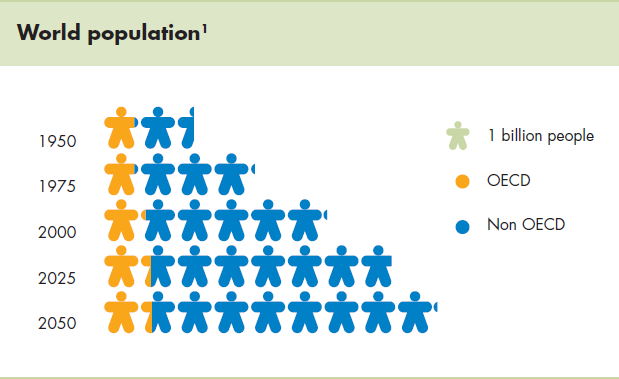 World population¹
1950
1975
2000
2025
2050
1 billion people
OECD
Non OECD